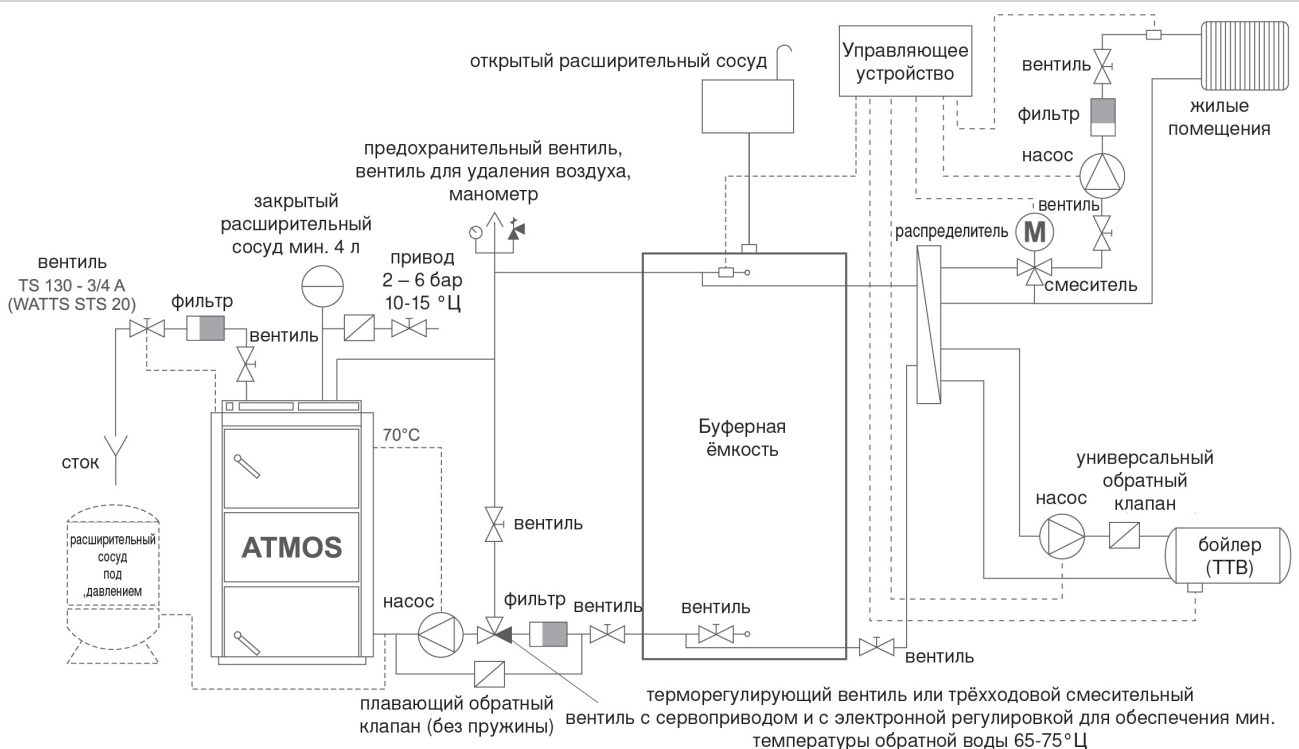 открытый расширительный сосуд
Управляющее
устройство
вентиль
фильтр
насос
жилые
помещения
предохранительный вентиль,
вентиль для удаления воздуха,
манометр
закрытый
расширительный
сосуд мин. 4 л
привод
2 – 6 бар
10-15 °Ц
вентиль
TS 130 - 3/4 A
(WATTS STS 20)
фильтр
вентиль
вентиль
распределитель
M
смеситель
70°C
сток
Буферная
ёмкость
универсальный
обратный
клапан
насос
вентиль
расширительный
сосуд
под
,давлением
ATMOS
бойлер
(ТТВ)
насос
фильтр
вентиль
вентиль
вентиль
плавающий обратный
клапан (без пружины)
терморегулирующий вентиль или трёхходовой смесительный
вентиль с сервоприводом и с электронной регулировкой для обеспечения мин.
температуры обратной воды 65-75°Ц